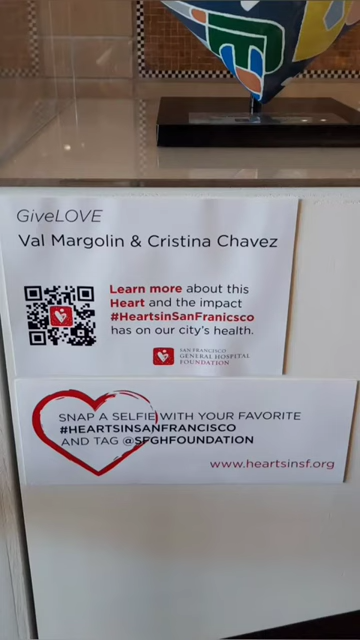 GiveLOVE
Val Margolin & Cristina Chavez
Learn more about this
Heart and the impact
#HeartsinSanFranicsco
has on our city's health.
SAN FRANCISCO
GENERAL HOSPITAL
FOUNDATION
SNAP A SELFIE WITH YOUR FAVORITE
#HEARTSINSANFRANCISCO
AND TAG @SFGHFOUNDATION
www.heartsinsf.org